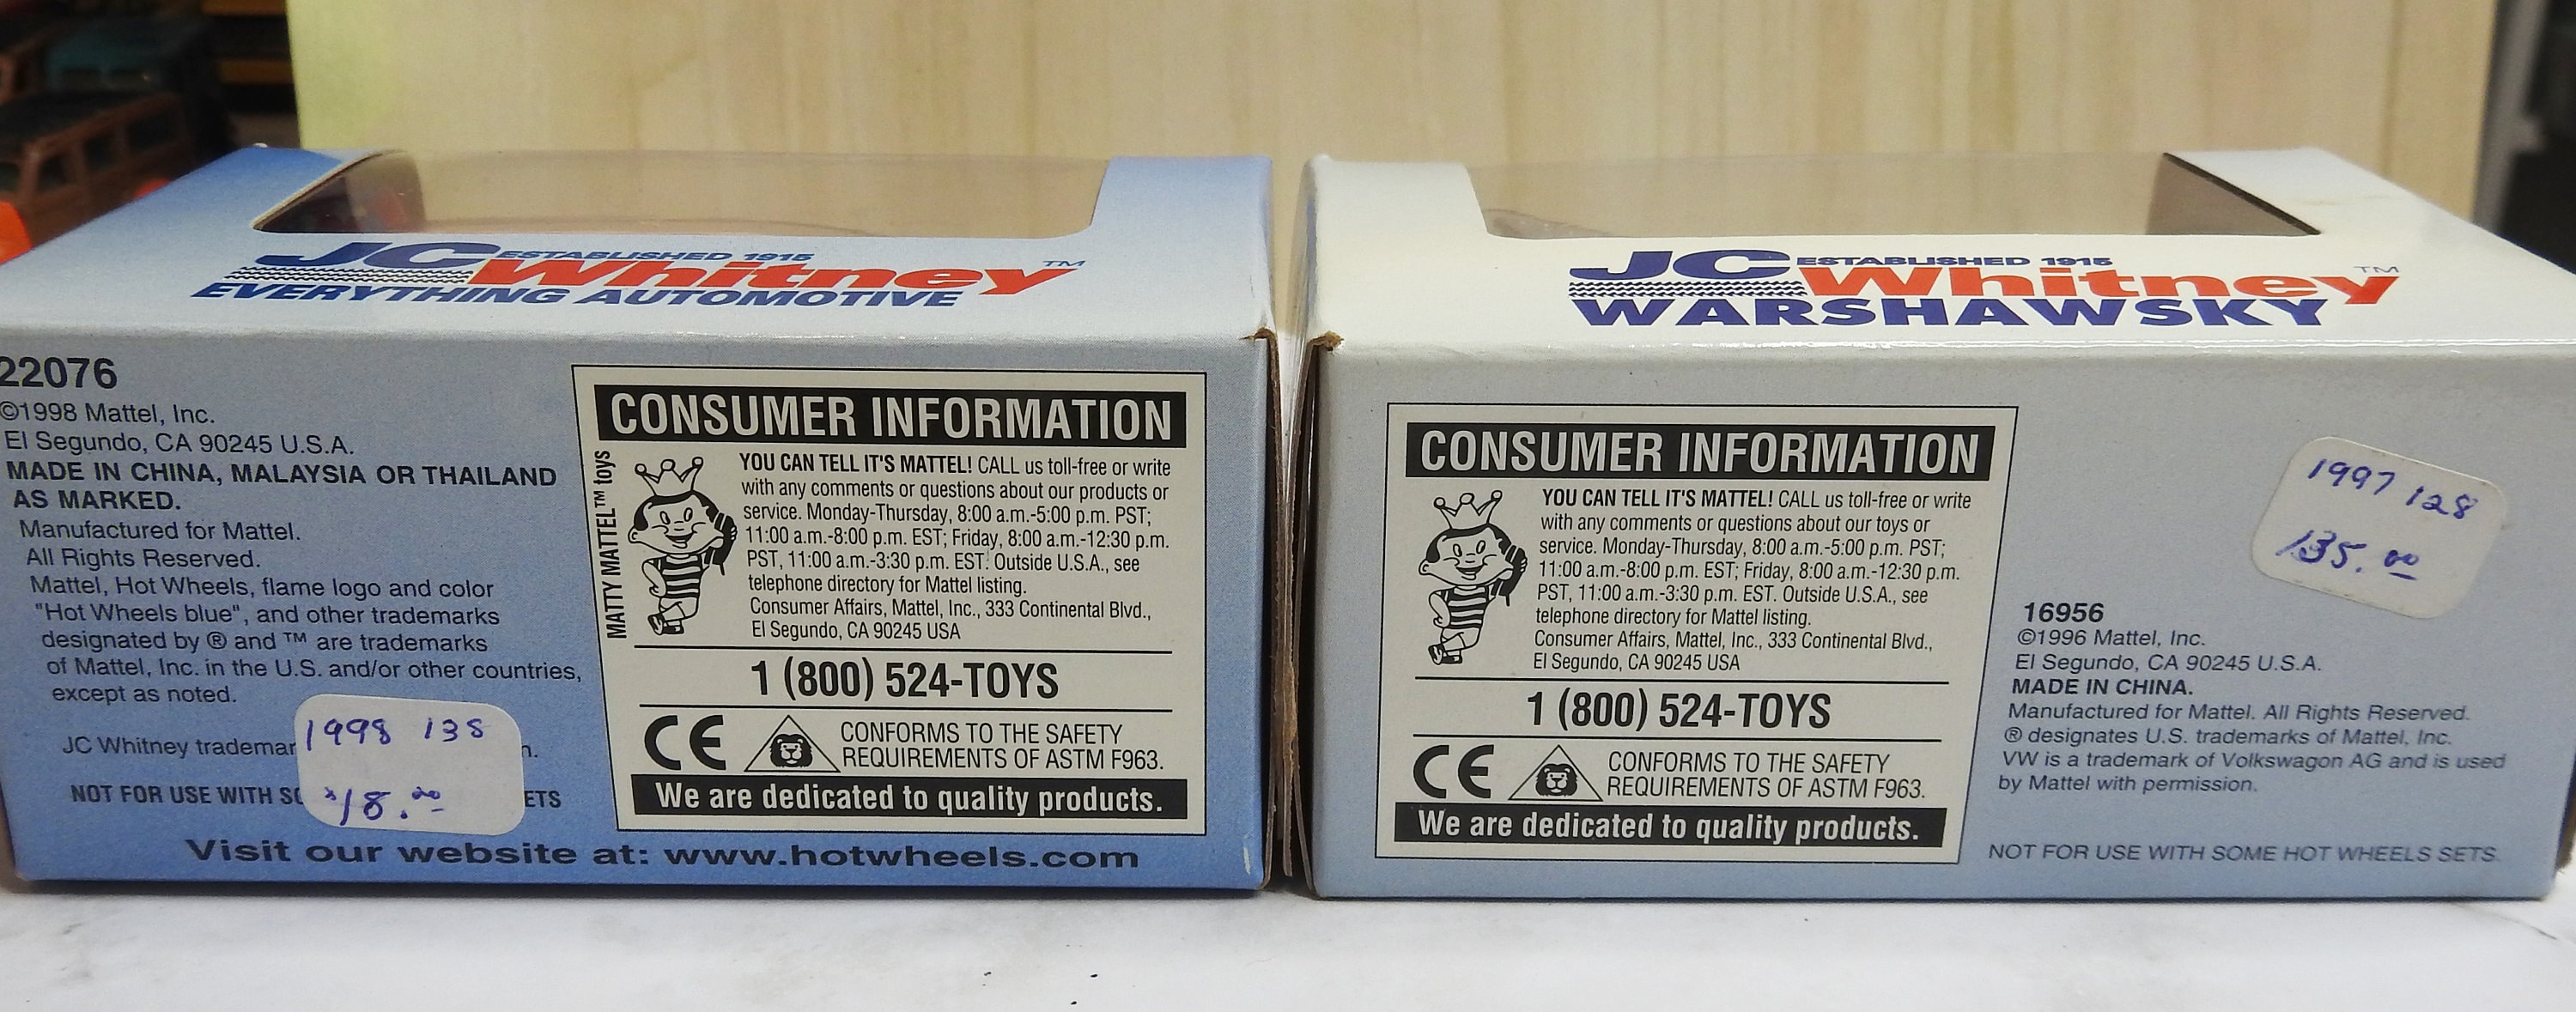 JC ESTABLISHED 1915
Whitney™
EVERYTHING AUTOMOTIVE
22076
©1998 Mattel, Inc.
El Segundo, CA 90245 U.S.A.
MADE IN CHINA, MALAYSIA OR THAILAND
AS MARKED.
Manufactured for Mattel.
All Rights Reserved.
Mattel, Hot Wheels, flame logo and color
"Hot Wheels blue", and other trademarks
designated by ® and ™ are trademarks
of Mattel, Inc. in the U.S. and/or other countries,
except as noted.
JC Whitney
NOT FOR USE WITH
1998 138
$18.00
Visit our website at: www.hotwheels.com
CONSUMER INFORMATION
MATTY MATTEL™ toys
YOU CAN TELL IT'S MATTEL! CALL us toll-free or write
with any comments or questions about our products or
service. Monday-Thursday, 8:00 a.m.-5:00 p.m. PST;
11:00 a.m.-8:00 p.m. EST; Friday, 8:00 a.m.-12:30 p.m.
PST, 11:00 a.m.-3:30 p.m. EST. Outside U.S.A., see
telephone directory for Mattel listing.
Consumer Affairs, Mattel, Inc., 333 Continental Blvd.,
El Segundo, CA 90245 USA
1 (800) 524-TOYS
CE
CONFORMS TO THE SAFETY
REQUIREMENTS OF ASTM F963.
We are dedicated to quality products.
JC ESTABLISHED 1915
Whitney™
WARSHAWSKY
CONSUMER INFORMATION
YOU CAN TELL IT'S MATTEL! CALL us toll-free or write
with any comments or questions about our toys or
service. Monday-Thursday, 8:00 a.m.-5:00 p.m. PST;
11:00 a.m.-8:00 p.m. EST; Friday, 8:00 a.m.-12:30 p.m.
PST, 11:00 a.m.-3:30 p.m. EST. Outside U.S.A., see
telephone directory for Mattel listing.
Consumer Affairs, Mattel, Inc., 333 Continental Blvd.,
El Segundo, CA 90245 USA
1 (800) 524-TOYS
CE
CONFORMS TO THE SAFETY
REQUIREMENTS OF ASTM F963.
We are dedicated to quality products.
1997 128
135.00
16956
©1996 Mattel, Inc.
El Segundo, CA 90245 U.S.A.
MADE IN CHINA.
Manufactured for Mattel. All Rights Reserved.
® designates U.S. trademarks of Mattel, Inc.
VW is a trademark of Volkswagon AG and is used
by Mattel with permission.
NOT FOR USE WITH SOME HOT WHEELS SETS.